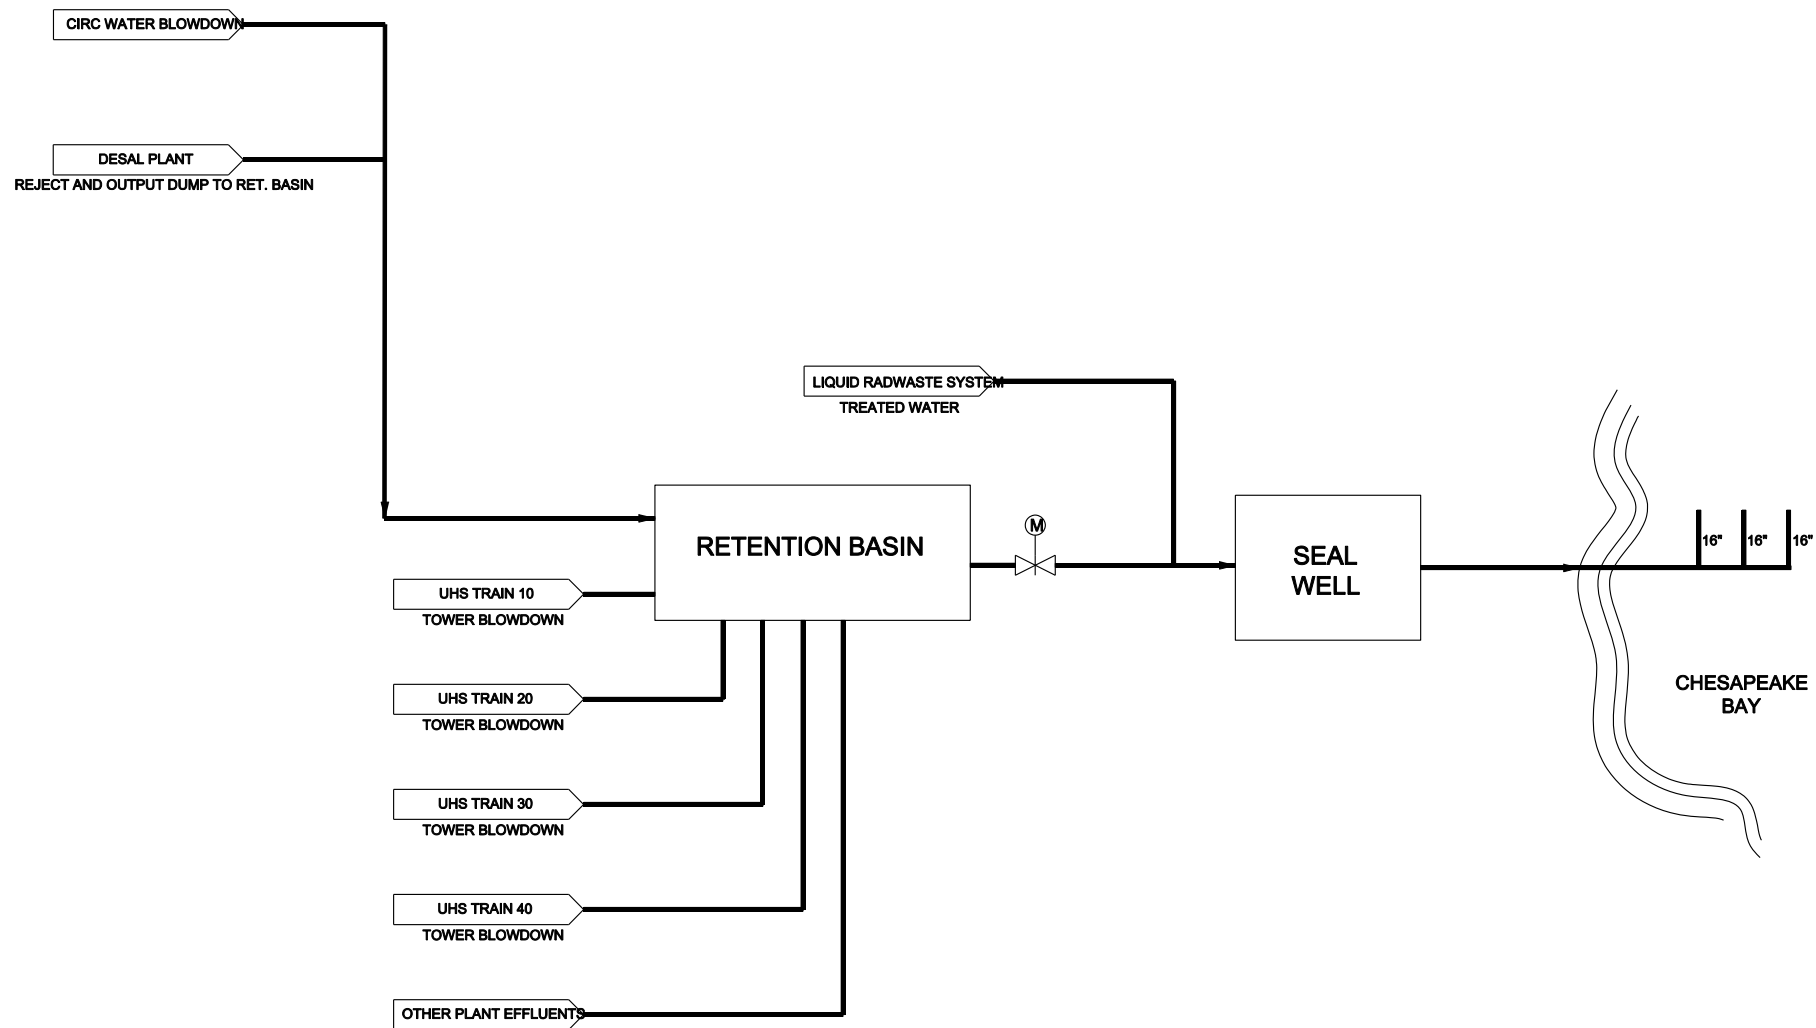 CIRC WATER BLOWDOWN
DESAL PLANT
REJECT AND OUTPUT DUMP TO RET. BASIN
LIQUID RADWASTE SYSTEM
TREATED WATER
RETENTION BASIN
M
SEAL
WELL
16" 16" 16"
UHS TRAIN 10
TOWER BLOWDOWN
UHS TRAIN 20
TOWER BLOWDOWN
CHESAPEAKE
BAY
UHS TRAIN 30
TOWER BLOWDOWN
UHS TRAIN 40
TOWER BLOWDOWN
OTHER PLANT EFFLUENTS